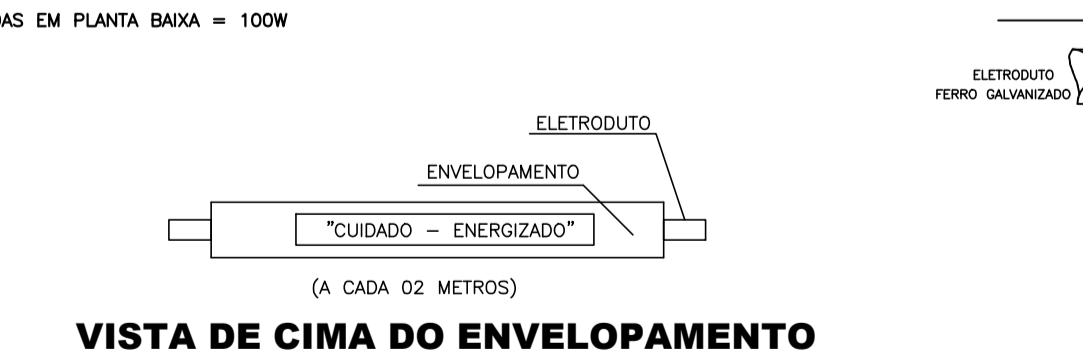 DAS EM PLANTA BAIXA = 100W
ELETRODUTO
FERRO GALVANIZADO
ELETRODUTO
ENVELOPAMENTO
"CUIDADO – ENERGIZADO"
(A CADA 02 METROS)
VISTA DE CIMA DO ENVELOPAMENTO